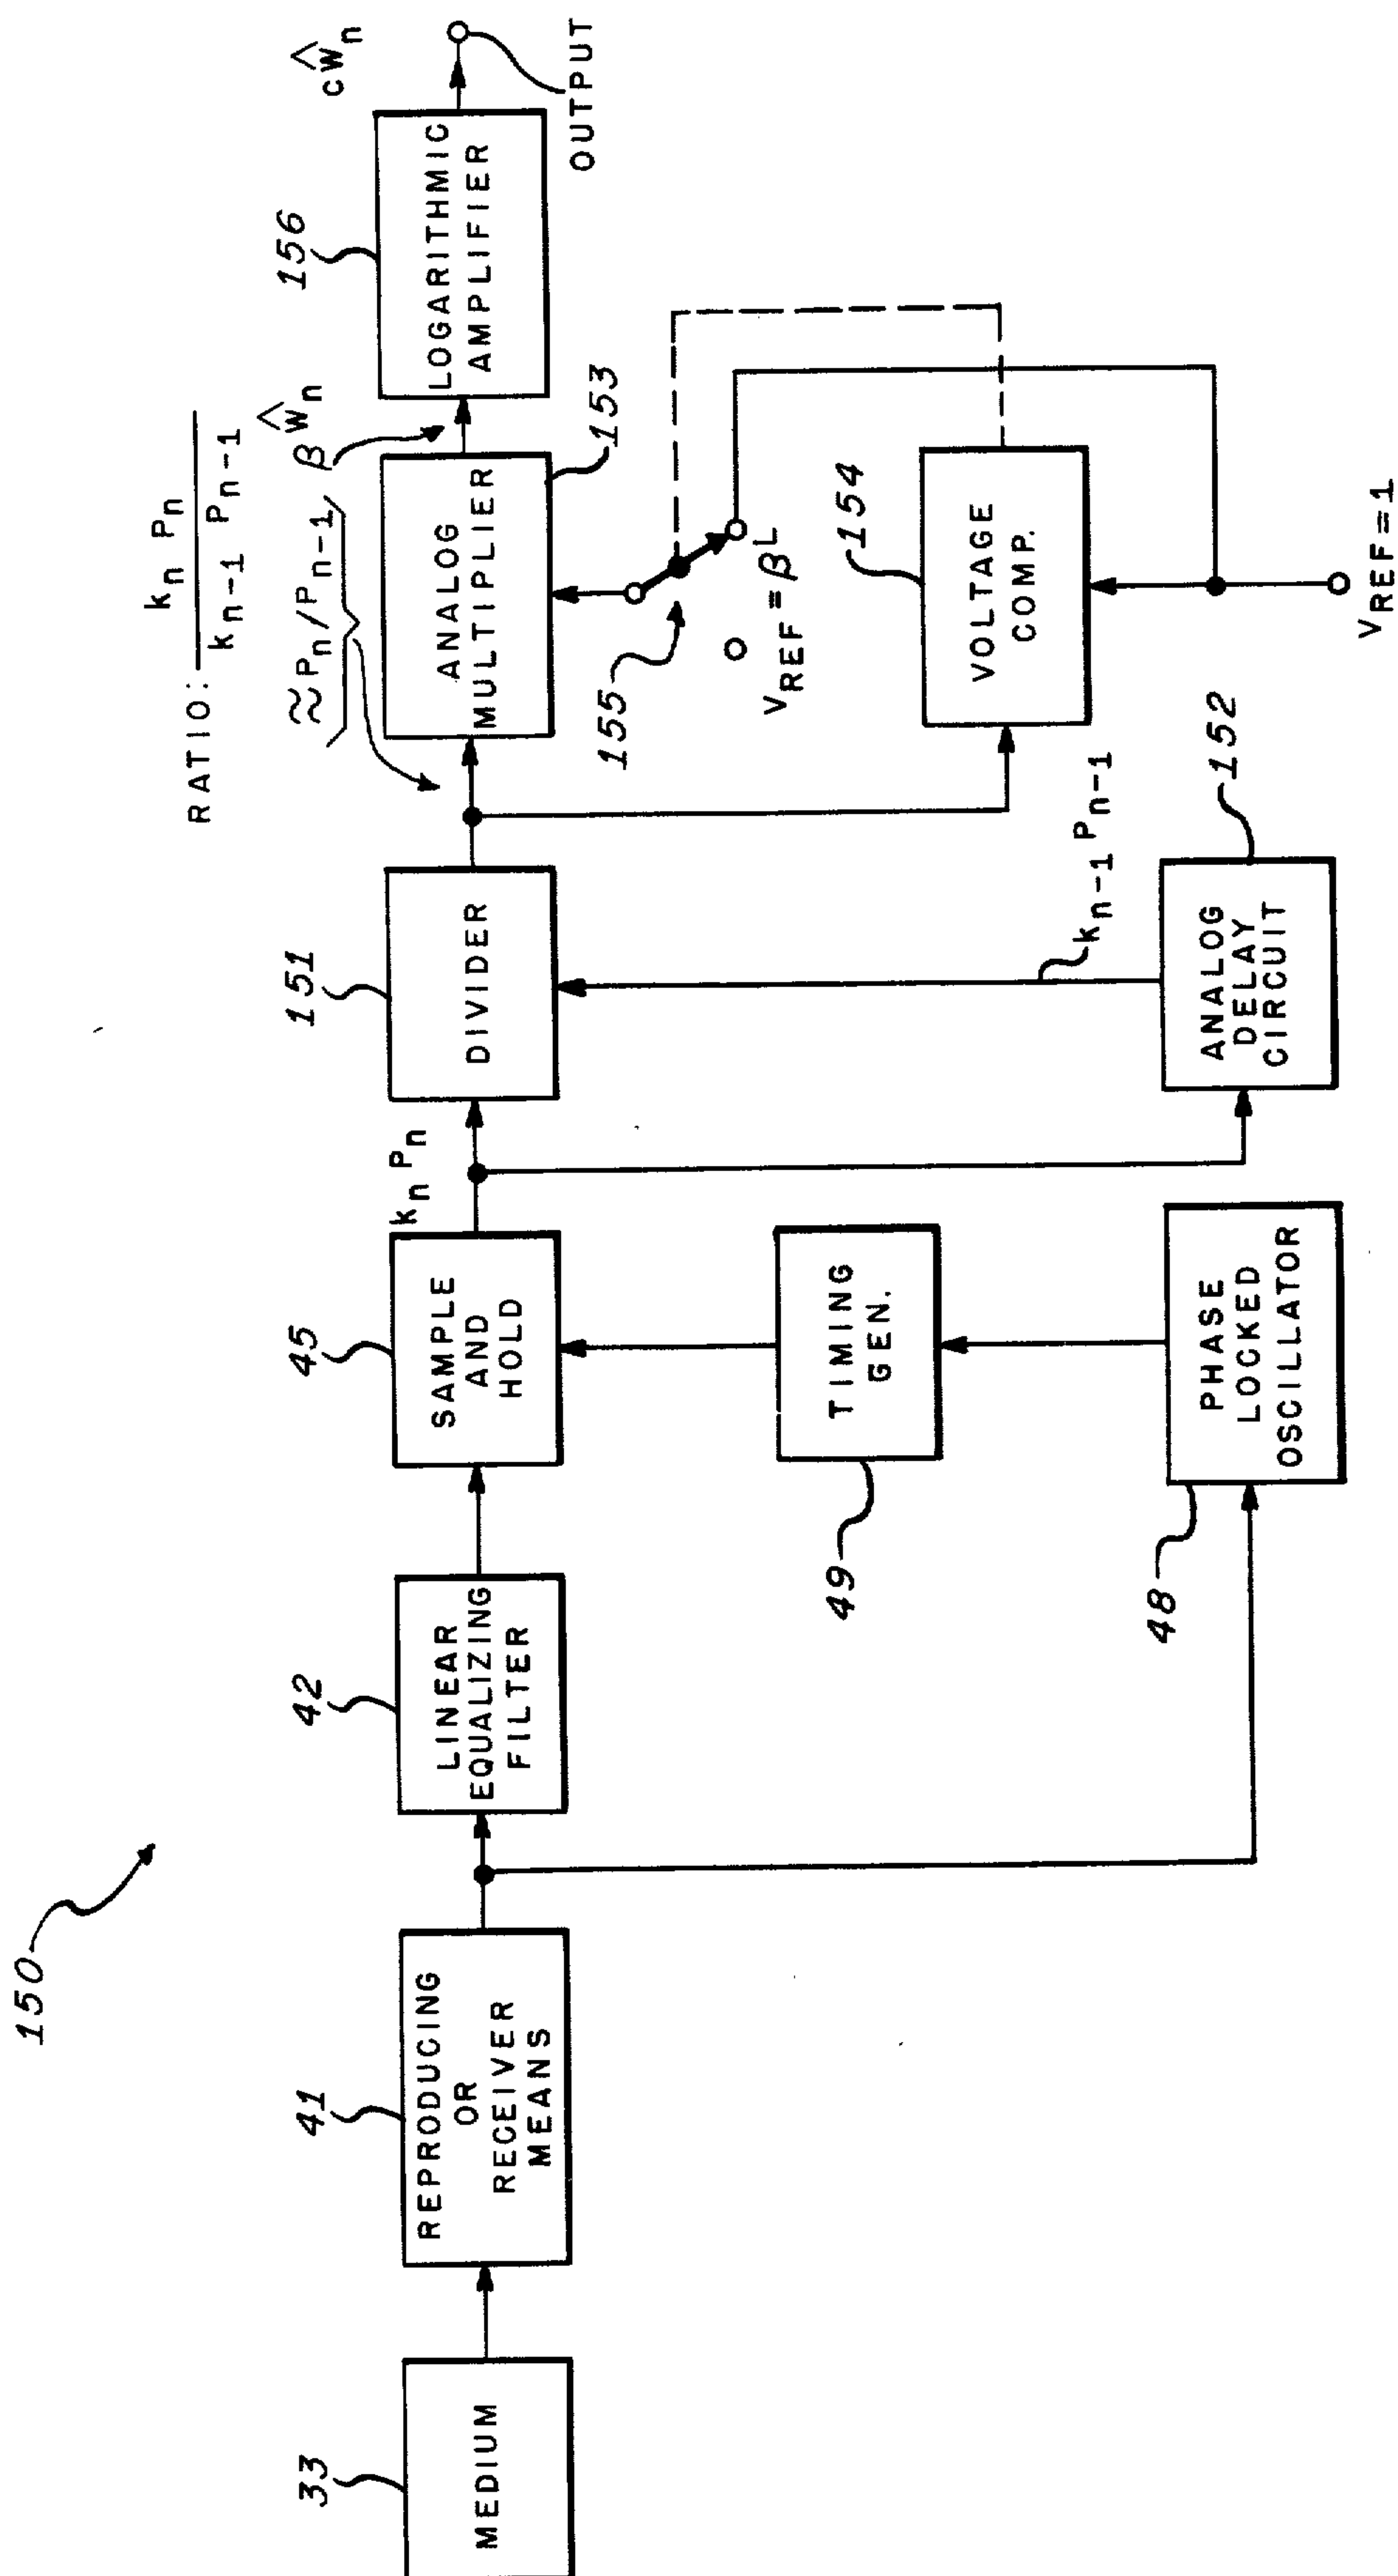 150
RATIO: k_n P_n / k_{n-1} P_{n-1}
≈ P_n/P_{n-1}
β^ŵ_n
cŵ_n
33
MEDIUM
41
REPRODUCING
OR
RECEIVER
MEANS
42
LINEAR
EQUALIZING
FILTER
45
SAMPLE
AND
HOLD
k_n P_n
151
DIVIDER
ANALOG
MULTIPLIER
153
156
LOGARITHMIC
AMPLIFIER
OUTPUT
155
V_REF = β^L
49
TIMING
GEN.
154
VOLTAGE
COMP.
k_{n-1} P_{n-1}
48
PHASE
LOCKED
OSCILLATOR
152
ANALOG
DELAY
CIRCUIT
V_REF = 1